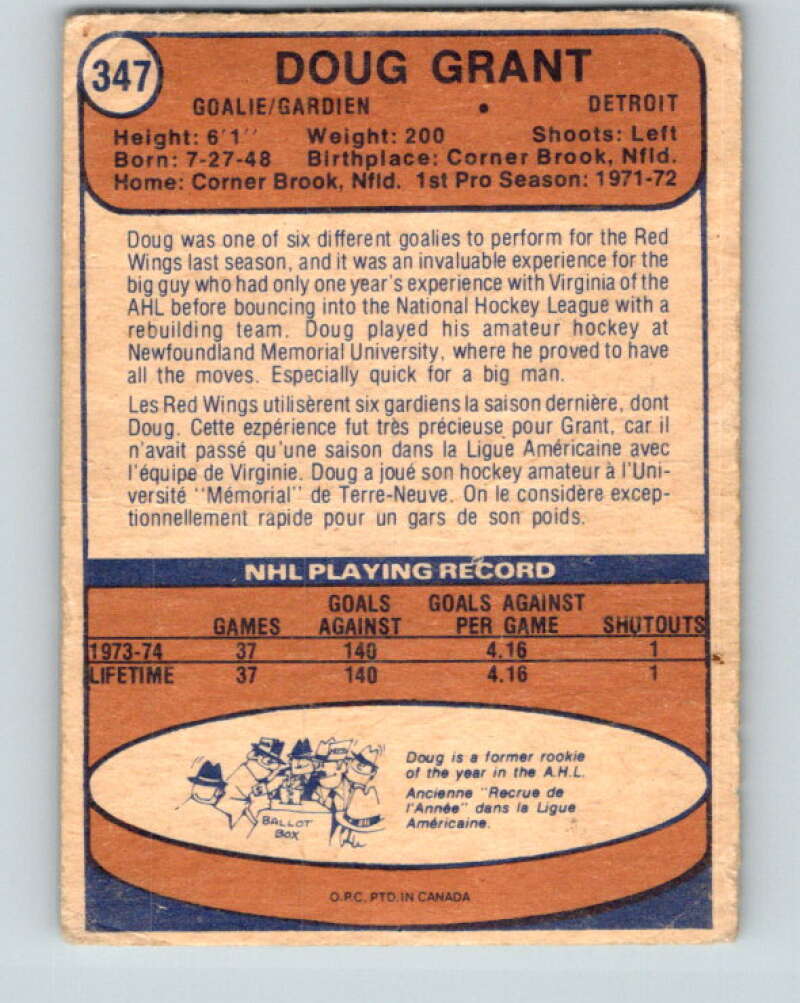 347
DOUG GRANT
GOALIE/GARDIEN • DETROIT
Height: 6'1" Weight: 200 Shoots: Left
Born: 7-27-48 Birthplace: Corner Brook, Nfld.
Home: Corner Brook, Nfld. 1st Pro Season: 1971-72
Doug was one of six different goalies to perform for the Red
Wings last season, and it was an invaluable experience for the
big guy who had only one year's experience with Virginia of the
AHL before bouncing into the National Hockey League with a
rebuilding team. Doug played his amateur hockey at
Newfoundland Memorial University, where he proved to have
all the moves. Especially quick for a big man.
Les Red Wings utilisèrent six gardiens la saison dernière, dont
Doug. Cette ezpérience fut très précieuse pour Grant, car il
n'avait passé qu'une saison dans la Ligue Américaine avec
l'équipe de Virginie. Doug a joué son hockey amateur à l'Uni-
versité "Mémorial" de Terre-Neuve. On le considère excep-
tionnellement rapide pour un gars de son poids.
NHL PLAYING RECORD
GAMES GOALS AGAINST GOALS AGAINST PER GAME SHUTOUTS
1973-74 37 140 4.16 1
LIFETIME 37 140 4.16 1
BALLOT
BOX
Doug is a former rookie
of the year in the A.H.L.
Ancienne "Recrue de
l'Année" dans la Ligue
Américaine.
O.P.C. PTD. IN CANADA